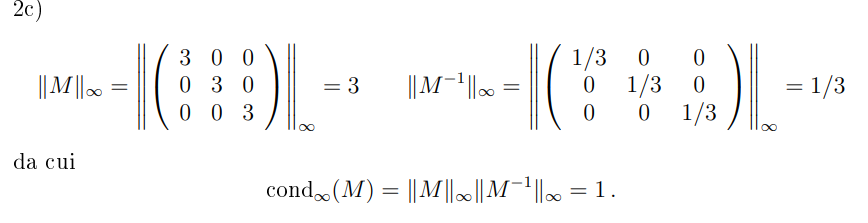 2c)
‖M‖∞ = ‖( 3 0 0 ; 0 3 0 ; 0 0 3 )‖∞ = 3    ‖M⁻¹‖∞ = ‖( 1/3 0 0 ; 0 1/3 0 ; 0 0 1/3 )‖∞ = 1/3
da cui
cond∞(M) = ‖M‖∞‖M⁻¹‖∞ = 1 .